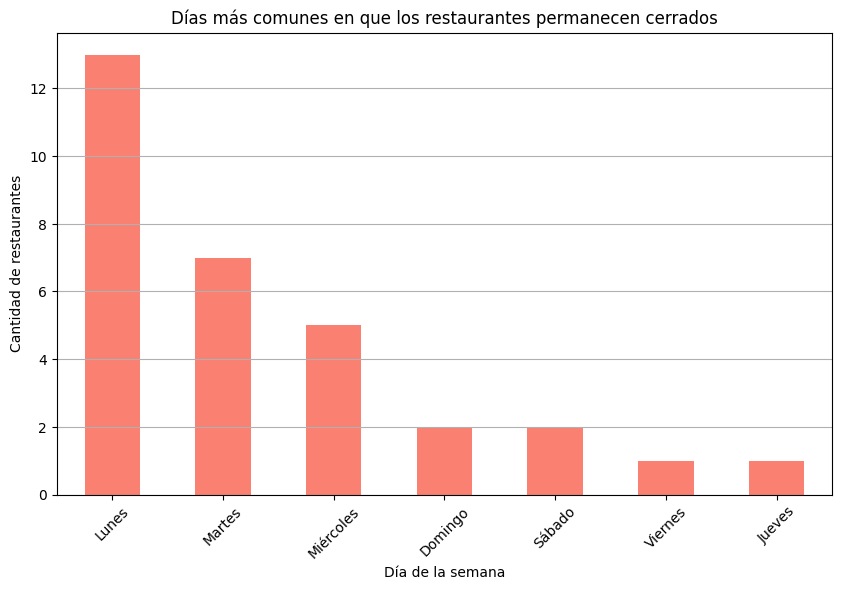 Días más comunes en que los restaurantes permanecen cerrados
Cantidad de restaurantes
12
10
8
6
4
2
0
Lunes
Martes
Miércoles
Domingo
Sábado
Viernes
Jueves
Día de la semana